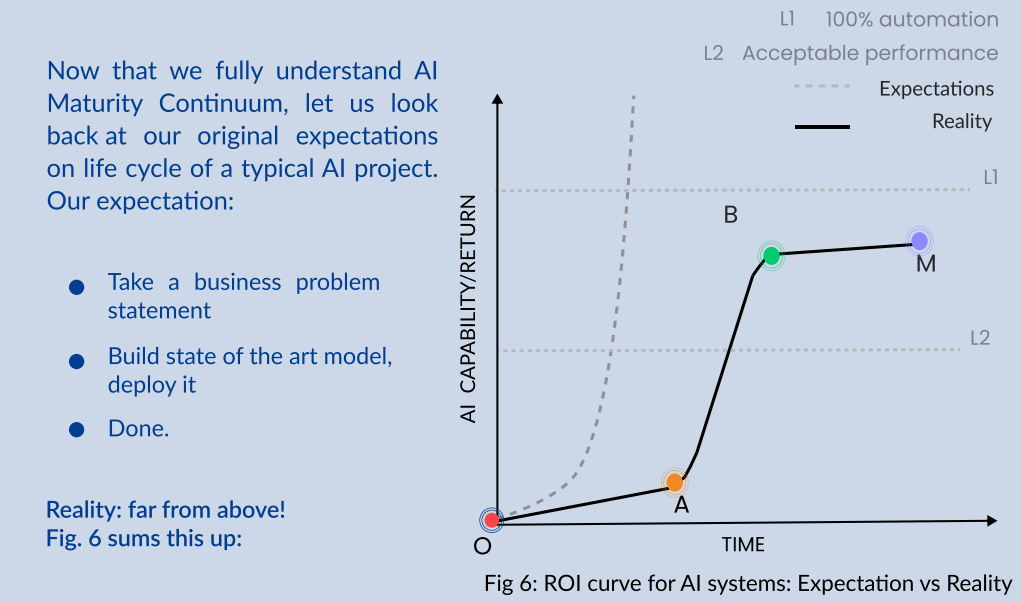 Now that we fully understand AI
Maturity Continuum, let us look
back at our original expectations
on life cycle of a typical AI project.
Our expectation:
● Take a business problem
statement
● Build state of the art model,
deploy it
● Done.
Reality: far from above!
Fig. 6 sums this up:
L1 100% automation
L2 Acceptable performance
Expectations
Reality
AI CAPABILITY/RETURN
L1
B
M
L2
A
O
TIME
Fig 6: ROI curve for AI systems: Expectation vs Reality